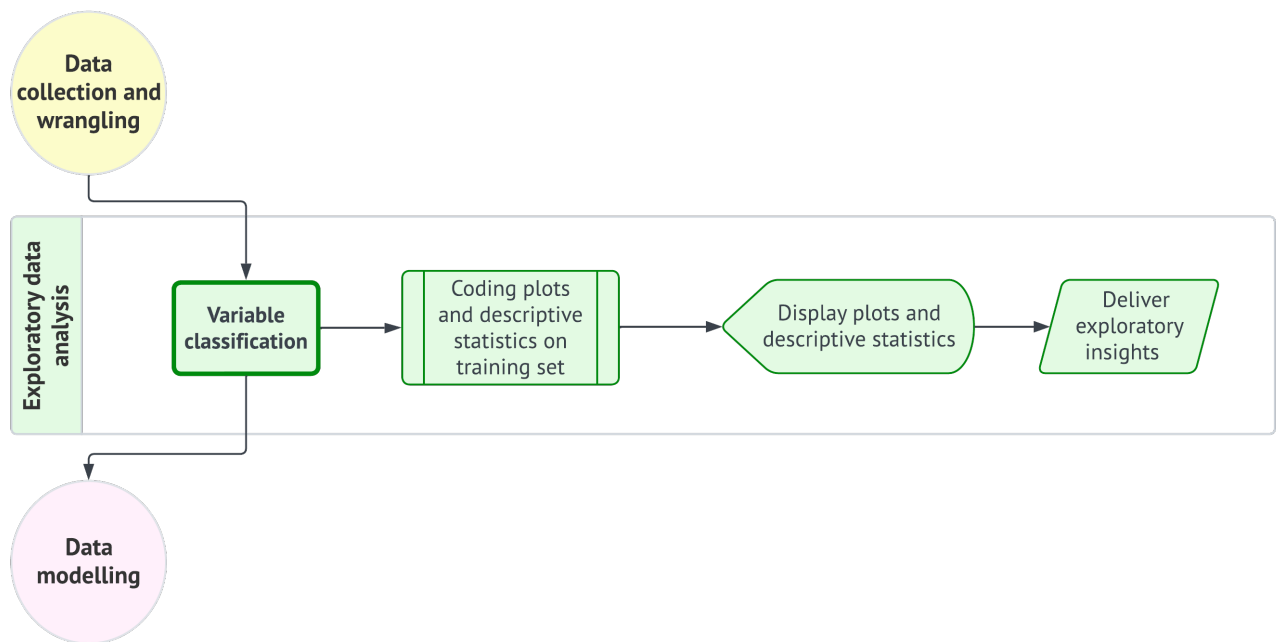 Data
collection and
wrangling
Exploratory data
analysis
Variable
classification
Coding plots
and descriptive
statistics on
training set
Display plots and
descriptive statistics
Deliver
exploratory
insights
Data
modelling